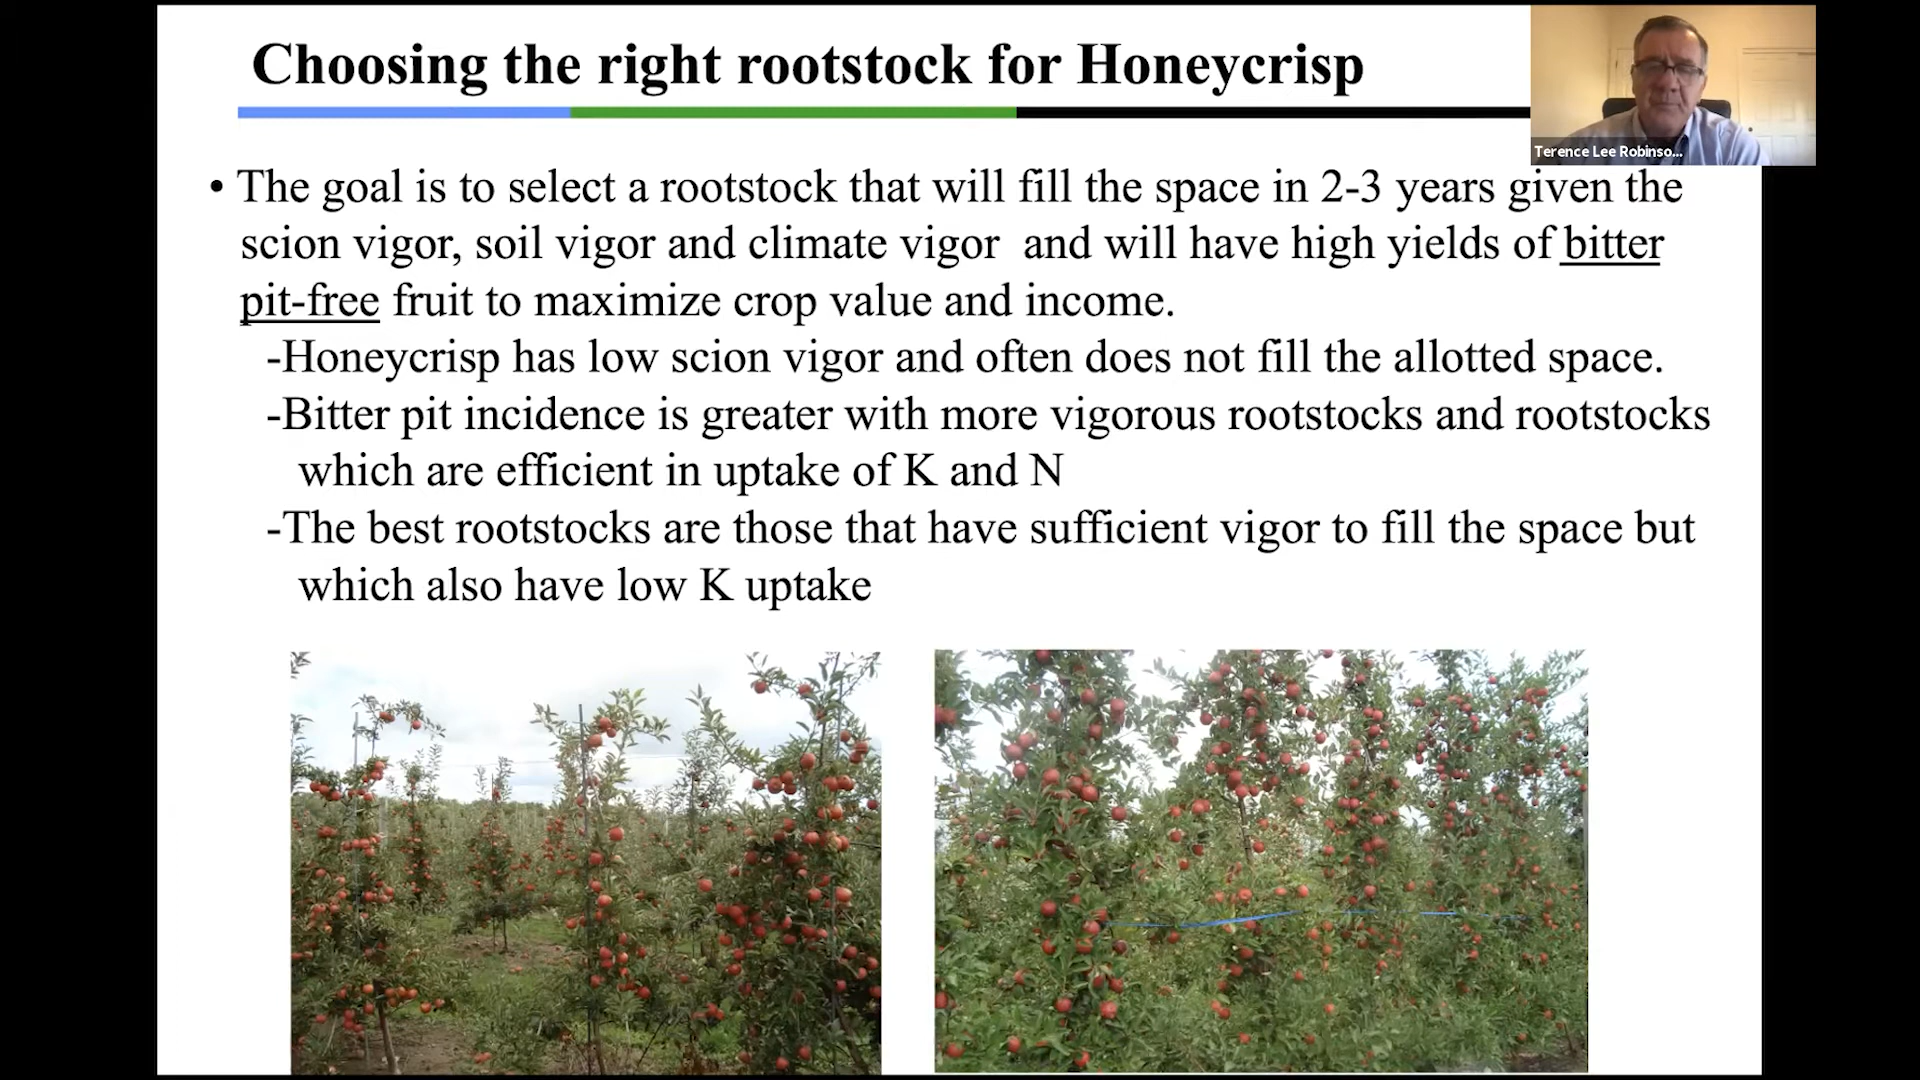 Choosing the right rootstock for Honeycrisp
Terence Lee Robinso...
• The goal is to select a rootstock that will fill the space in 2-3 years given the
scion vigor, soil vigor and climate vigor and will have high yields of bitter
pit-free fruit to maximize crop value and income.
-Honeycrisp has low scion vigor and often does not fill the allotted space.
-Bitter pit incidence is greater with more vigorous rootstocks and rootstocks
which are efficient in uptake of K and N
-The best rootstocks are those that have sufficient vigor to fill the space but
which also have low K uptake